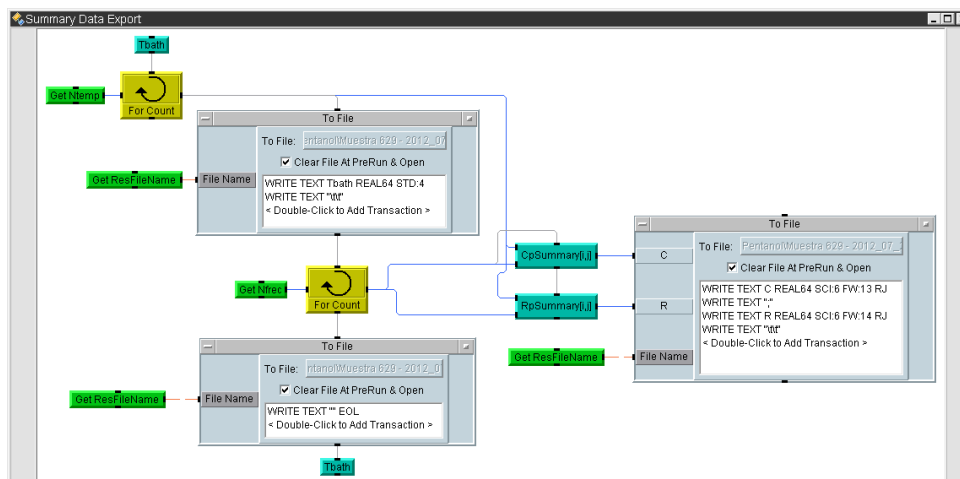 Summary Data Export
Tbath
Get Ntemp
For Count
To File
To File: entanol\Muestra 629 - 2012_07
Clear File At PreRun & Open
Get ResFileName
File Name
WRITE TEXT Tbath REAL64 STD:4
WRITE TEXT "\t\t"
< Double-Click to Add Transaction >
Get Nfrec
For Count
CpSummary[i,j]
RpSummary[i,j]
To File
To File: Pentanol\Muestra 629 - 2012_07_
Clear File At PreRun & Open
C
R
WRITE TEXT C REAL64 SCI:6 FW:13 RJ
WRITE TEXT ";"
WRITE TEXT R REAL64 SCI:6 FW:14 RJ
WRITE TEXT "\t\t"
< Double-Click to Add Transaction >
Get ResFileName
File Name
To File
To File: ntanol\Muestra 629 - 2012_0
Clear File At PreRun & Open
Get ResFileName
File Name
WRITE TEXT "" EOL
< Double-Click to Add Transaction >
Tbath